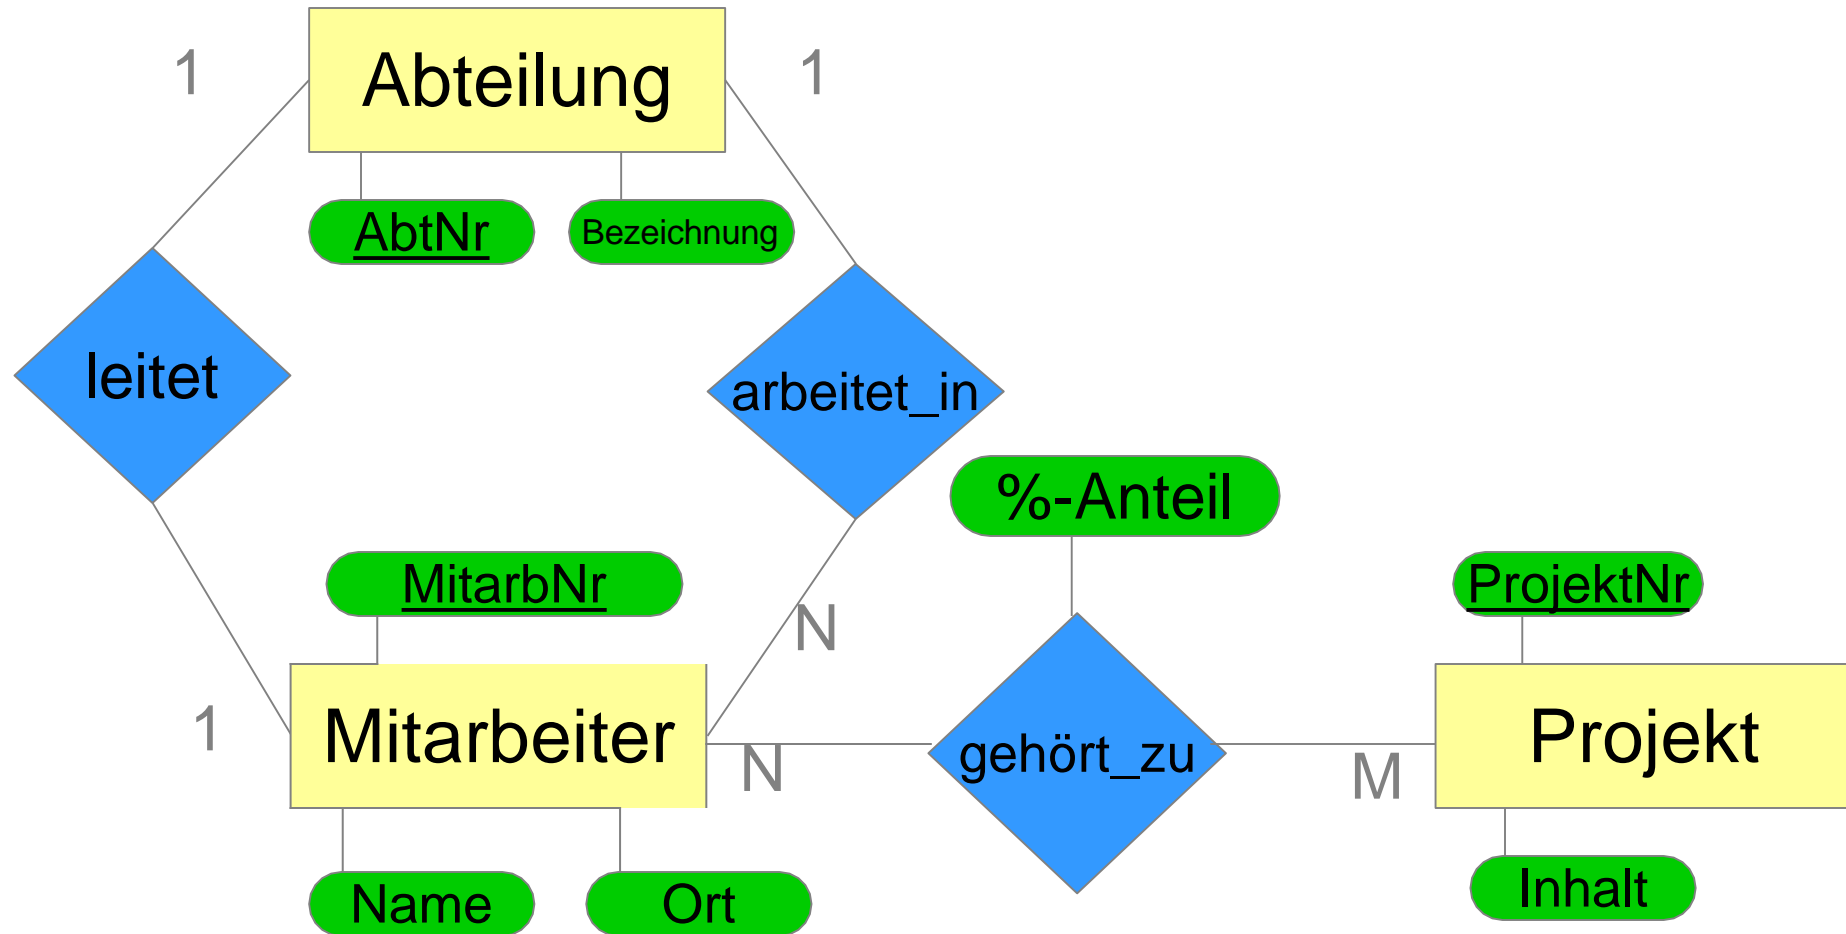 1
Abteilung
1
AbtNr
Bezeichnung
leitet
arbeitet_in
%-Anteil
MitarbNr
N
ProjektNr
1
Mitarbeiter
N
gehört_zu
M
Projekt
Name
Ort
Inhalt